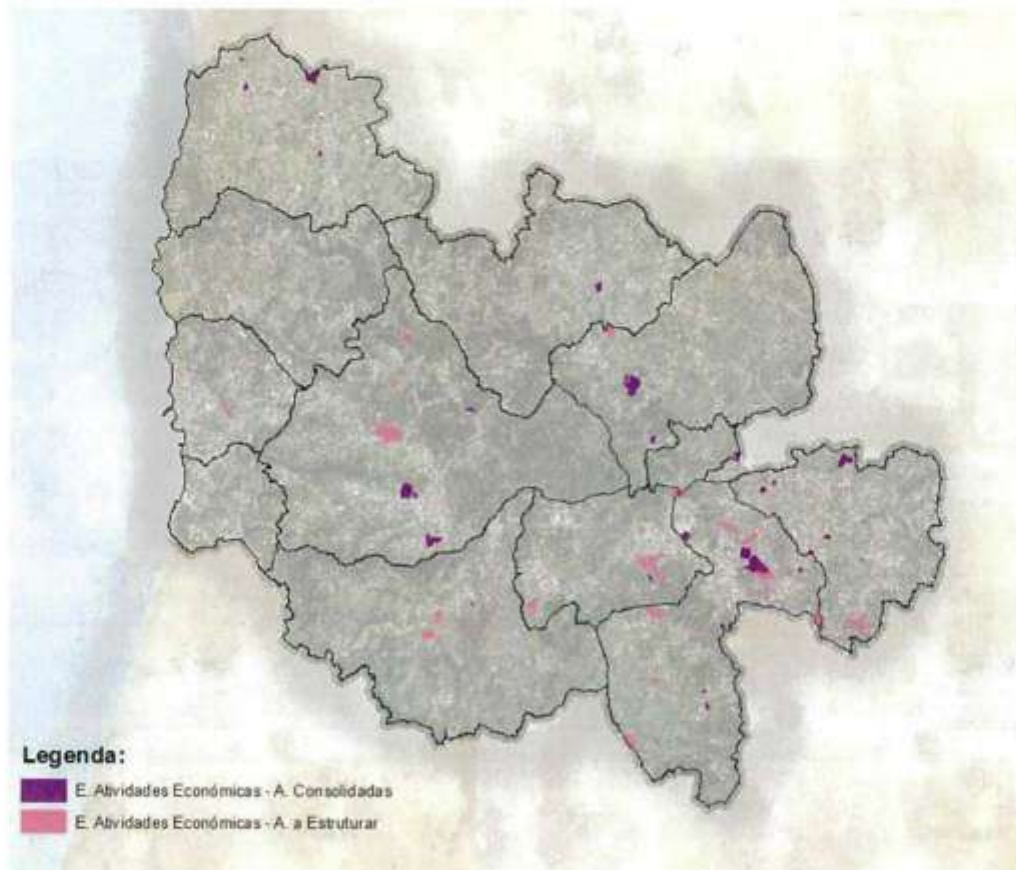 Legenda:
E. Atividades Económicas - A. Consolidadas
E. Atividades Económicas - A. a Estruturar